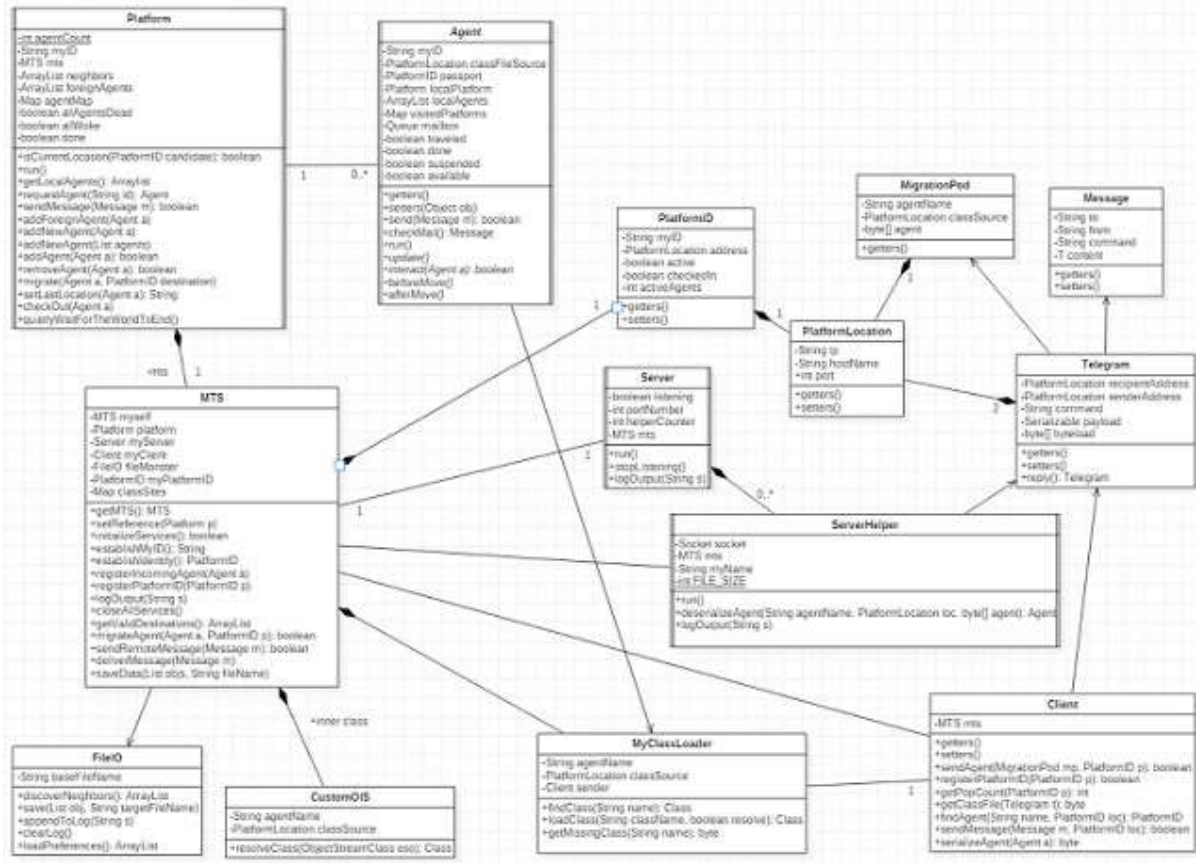 Platform
-int agentCount
-String myID
-MTS mts
-ArrayList neighbors
-ArrayList foreignAgents
-Map agentMap
-boolean allAgentsDead
-boolean allWoke
-boolean done
+isCurrentLocation(PlatformID candidate): boolean
+run()
+getLocalAgents(): ArrayList
+requestAgent(String id): Agent
+sendMessage(Message m): boolean
+addForeignAgent(Agent a)
+addNewAgent(Agent a)
+addNewAgent(List agents)
+addAgent(Agent a): boolean
+removeAgent(Agent a): boolean
+migrate(Agent a, PlatformID destination)
+setLastLocation(Agent a): String
+checkOut(Agent a)
+quietlyWaitForTheWorldToEnd()
Agent
-String myID
-PlatformLocation classFileSource
-PlatformID passport
-Platform localPlatform
-ArrayList localAgents
-Map visitedPlatforms
-Queue mailbox
-boolean traveled
-boolean done
-boolean suspended
-boolean available
+getters()
+setters(Object obj)
+send(Message m): boolean
+checkMail(): Message
+run()
+update()
+interact(Agent a): boolean
+beforeMove()
+afterMove()
1
0..*
PlatformID
-String myID
-PlatformLocation address
-boolean active
-boolean checkedIn
-int activeAgents
+getters()
+setters()
1
1
MigrationPod
-String agentName
-PlatformLocation classSource
-byte[] agent
+getters()
1
Message
-String to
-String from
-String command
-T content
+getters()
+setters()
PlatformLocation
-String ip
-String hostName
+int port
+getters()
+setters()
2
Telegram
-PlatformLocation recipientAddress
-PlatformLocation senderAddress
-String command
-Serializable payload
-byte[] byteload
+getters()
+setters()
+reply(): Telegram
+mts
1
MTS
-MTS myself
-Platform platform
-Server myServer
-Client myClient
-FileIO fileMonster
-PlatformID myPlatformID
-Map classSites
+getMTS(): MTS
+setReference(Platform p)
+initializeServices(): boolean
+establishMyID(): String
+establishIdentity(): PlatformID
+registerIncomingAgent(Agent a)
+registerPlatformID(PlatformID p)
+logOutput(String s)
+closeAllServices()
+getValidDestinations(): ArrayList
+migrateAgent(Agent a, PlatformID p): boolean
+sendRemoteMessage(Message m): boolean
+deliverMessage(Message m)
+saveData(List objs, String fileName)
Server
-boolean listening
-int portNumber
-int helperCounter
-MTS mts
+run()
+stopListening()
+logOutput(String s)
1
1
0..*
ServerHelper
-Socket socket
-MTS mts
-String myName
-int FILE_SIZE
+run()
+deserializeAgent(String agentName, PlatformLocation loc, byte[] agent): Agent
+logOutput(String s)
+inner class
FileIO
-String baseFileName
+discoverNeighbors(): ArrayList
+save(List obj, String targetFileName)
+appendToLog(String s)
+clearLog()
+loadPreferences(): ArrayList
CustomOIS
-String agentName
-PlatformLocation classSource
+resolveClass(ObjectStreamClass esc): Class
MyClassLoader
-String agentName
-PlatformLocation classSource
-Client sender
+findClass(String name): Class
+loadClass(String className, boolean resolve): Class
+getMissingClass(String name): byte
1
Client
-MTS mts
+getters()
+setters()
+sendAgent(MigrationPod mp, PlatformID p): boolean
+registerPlatformID(PlatformID p): boolean
+getPopCount(PlatformID p): int
+getClassFile(Telegram t): byte
+findAgent(String name, PlatformID loc): PlatformID
+sendMessage(Message m, PlatformID loc): boolean
+serializeAgent(Agent a): byte